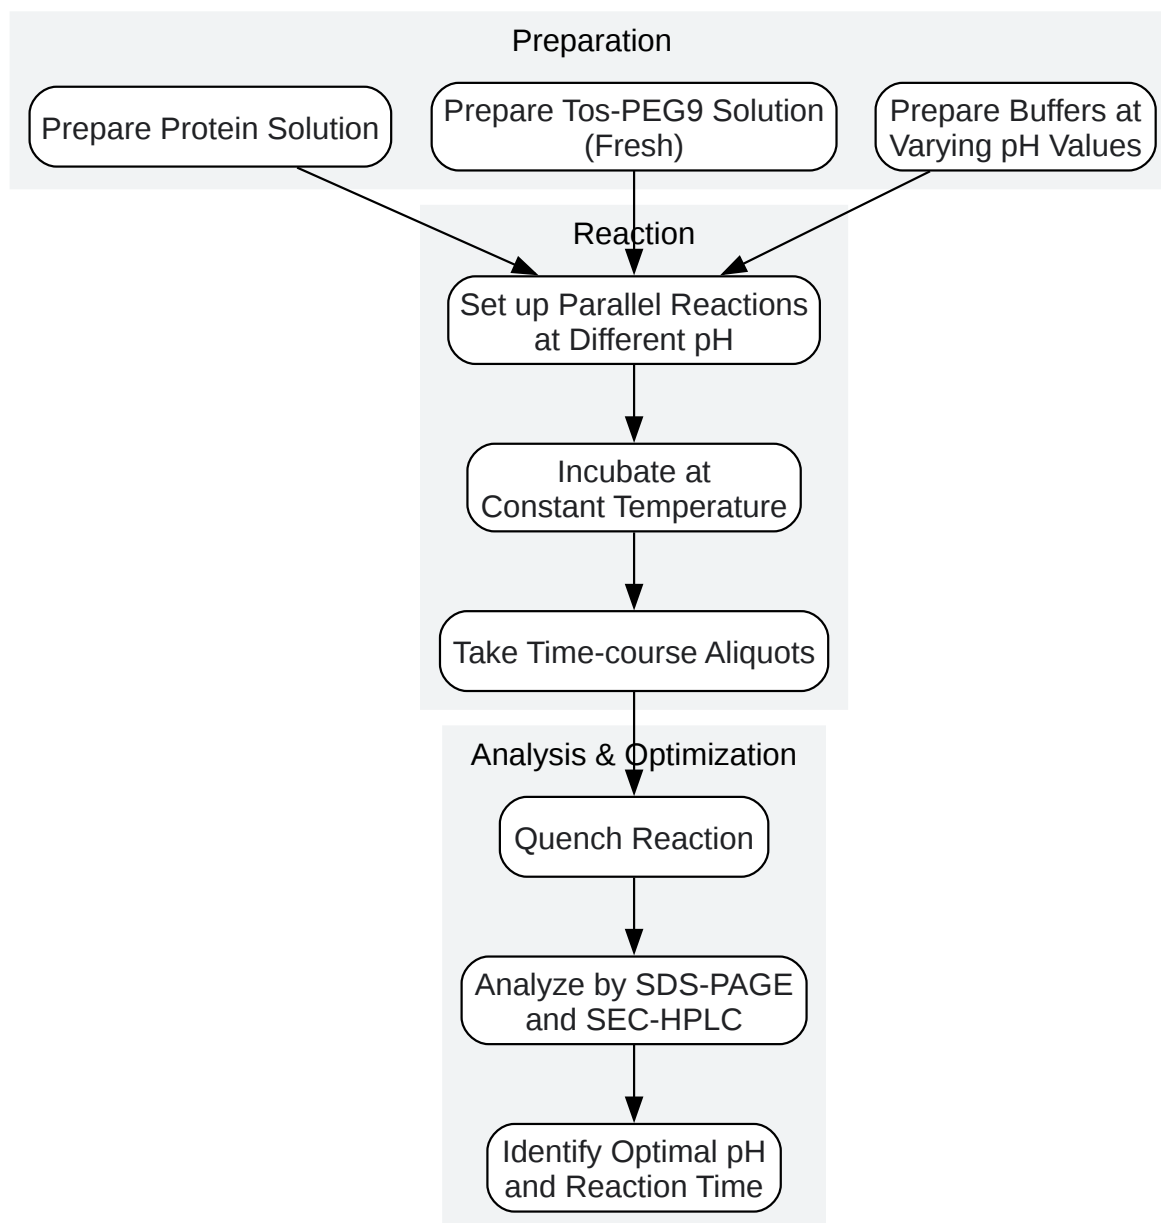 Preparation
Prepare Protein Solution
Prepare Tos-PEG9 Solution
(Fresh)
Prepare Buffers at
Varying pH Values
Reaction
Set up Parallel Reactions
at Different pH
Incubate at
Constant Temperature
Take Time-course Aliquots
Analysis & Optimization
Quench Reaction
Analyze by SDS-PAGE
and SEC-HPLC
Identify Optimal pH
and Reaction Time